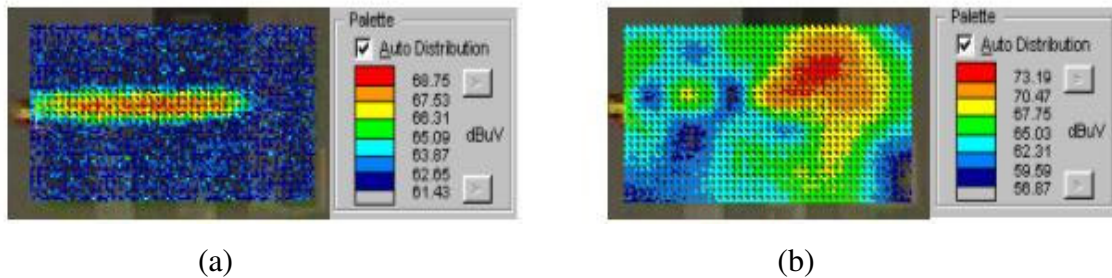 Palette
Auto Distribution
68.75
67.53
66.31
65.09
63.87
62.65
61.43
dBuV
Palette
Auto Distribution
73.19
70.47
67.75
65.03
62.31
59.59
56.87
dBuV
(a)
(b)